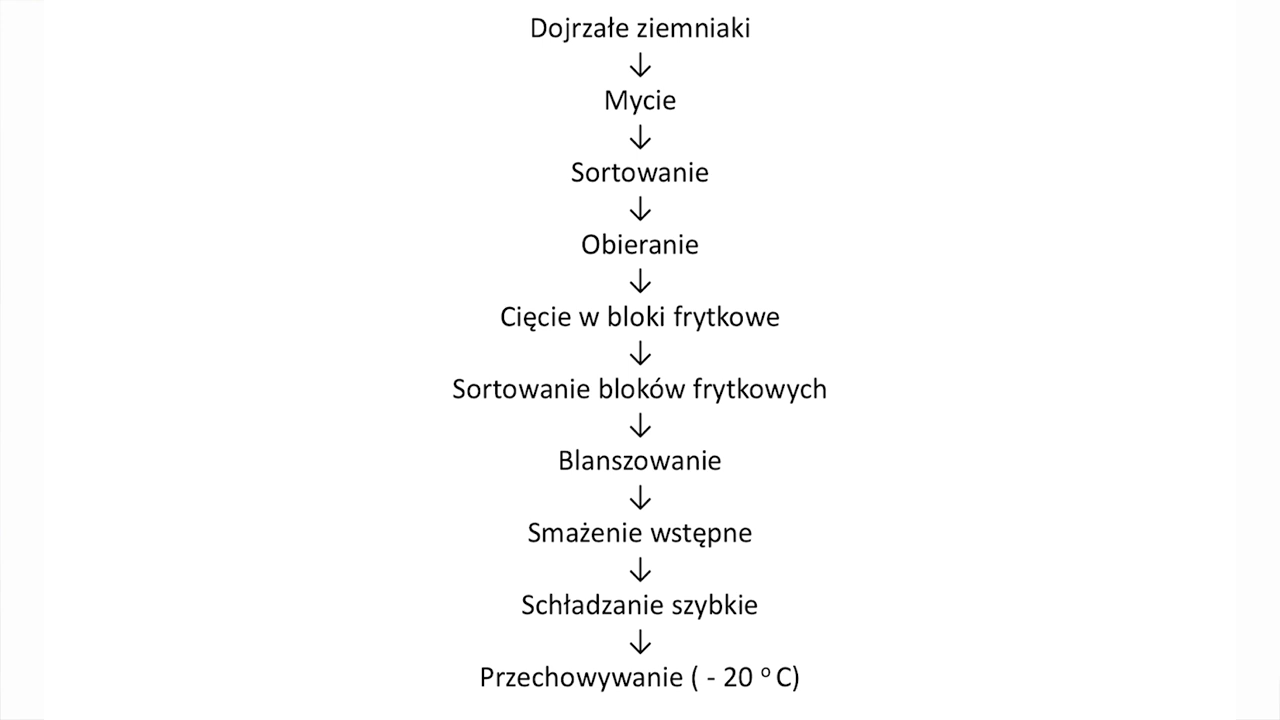 Dojrzałe ziemniaki
↓
Mycie
↓
Sortowanie
↓
Obieranie
↓
Cięcie w bloki frytkowe
↓
Sortowanie bloków frytkowych
↓
Blanszowanie
↓
Smażenie wstępne
↓
Schładzanie szybkie
↓
Przechowywanie ( - 20 º C)